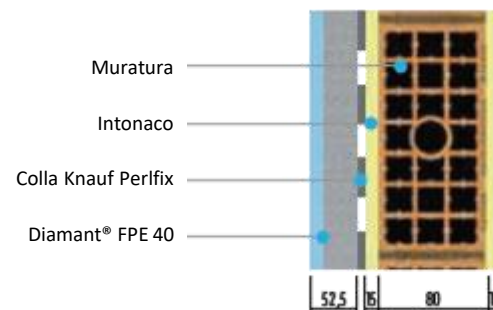 Muratura
Intonaco
Colla Knauf Perlfix
Diamant® FPE 40
52,5 15 80